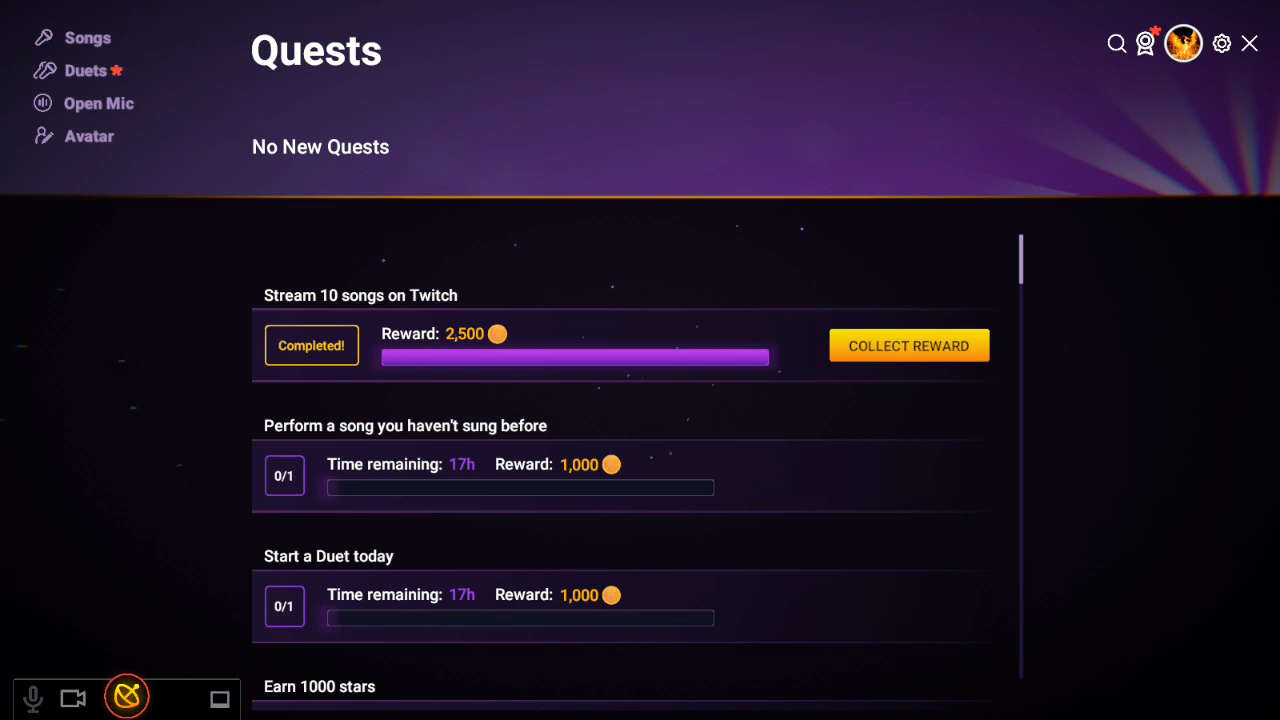 Songs
Duets
Open Mic
Avatar
Quests
No New Quests
Stream 10 songs on Twitch
Completed!
Reward: 2,500
COLLECT REWARD
Perform a song you haven't sung before
0/1
Time remaining: 17h Reward: 1,000
Start a Duet today
0/1
Time remaining: 17h Reward: 1,000
Earn 1000 stars